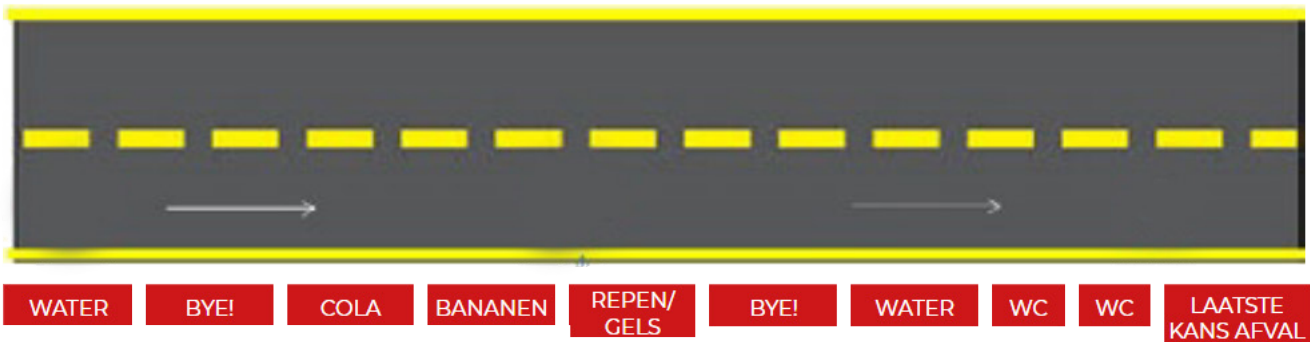 WATER
BYE!
COLA
BANANEN
REPEN/
GELS
BYE!
WATER
WC
WC
LAATSTE
KANS AFVAL